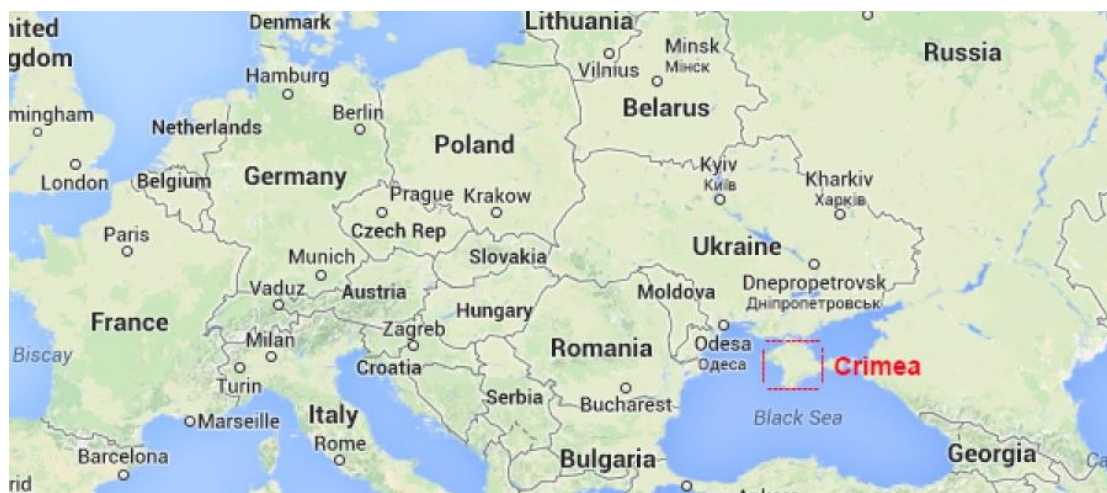 Denmark
Lithuania
nited
gdom
Russia
Minsk
Мінск
Vilnius
Hamburg
Belarus
Berlin
mingham
Netherlands
Poland
London
Belgium
Germany
Kyiv
Київ
Kharkiv
Харків
Prague
Krakow
Czech Rep
Paris
Ukraine
Munich
Slovakia
Vaduz
Austria
Dnepropetrovsk
Дніпропетровськ
Moldova
Hungary
France
Zagreb
Milan
Odesa
Одеса
Romania
Biscay
Croatia
Crimea
Turin
Serbia
Bucharest
Italy
Marseille
Black Sea
Rome
Barcelona
Bulgaria
Georgia
Ca
rid